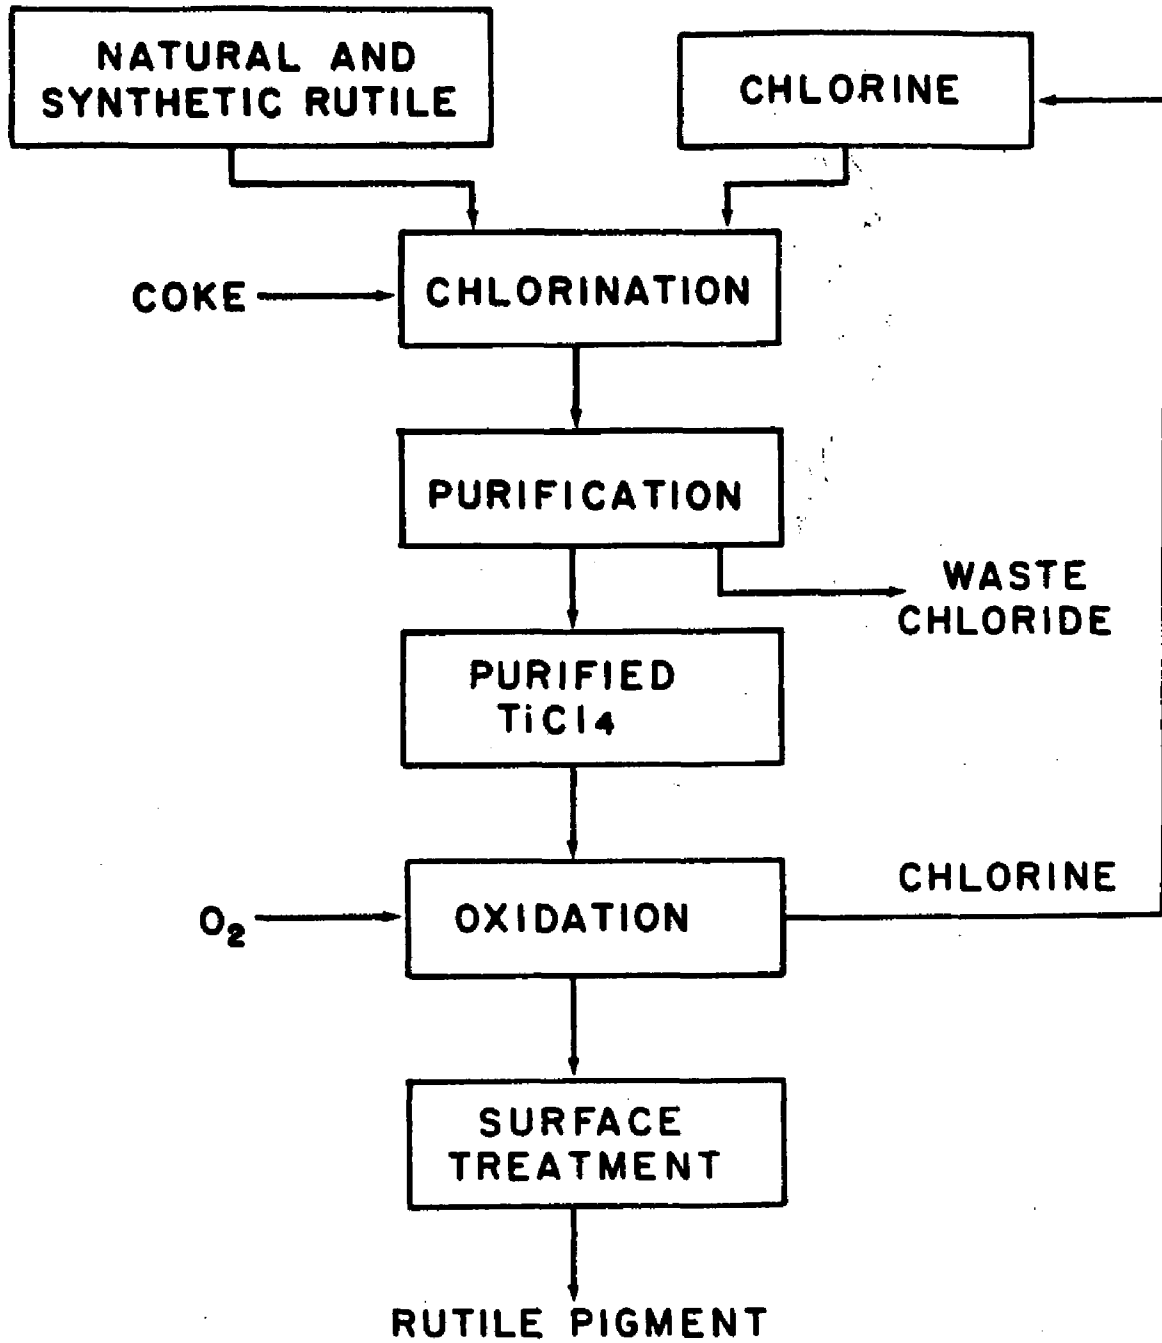 NATURAL AND
SYNTHETIC RUTILE
CHLORINE
COKE
CHLORINATION
PURIFICATION
WASTE
CHLORIDE
PURIFIED
TiCl4
CHLORINE
O2
OXIDATION
SURFACE
TREATMENT
RUTILE PIGMENT